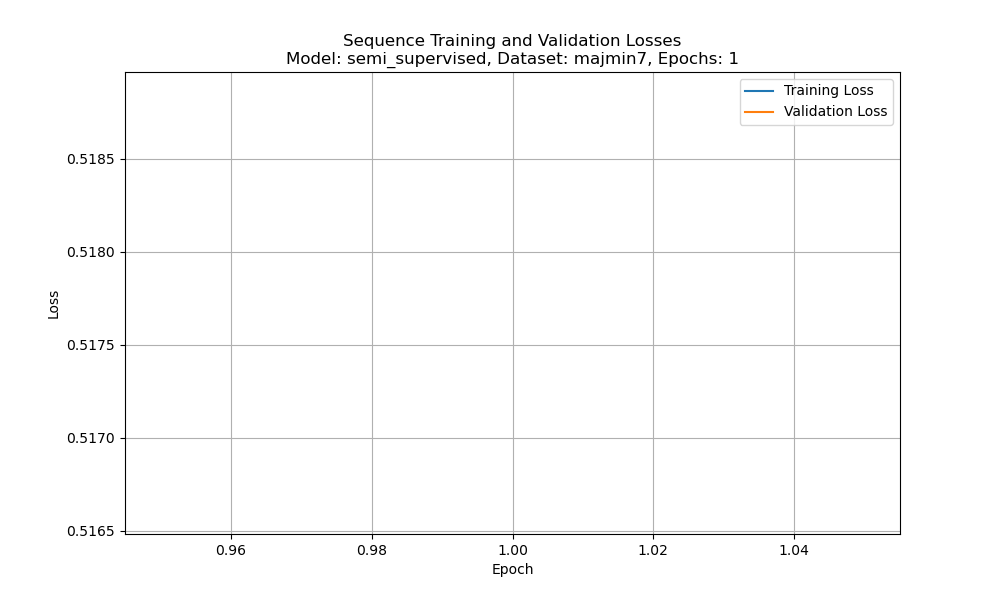 Sequence Training and Validation Losses
Model: semi_supervised, Dataset: majmin7, Epochs: 1
Training Loss
Validation Loss
0.5185
0.5180
0.5175
0.5170
0.5165
Loss
0.96
0.98
1.00
1.02
1.04
Epoch